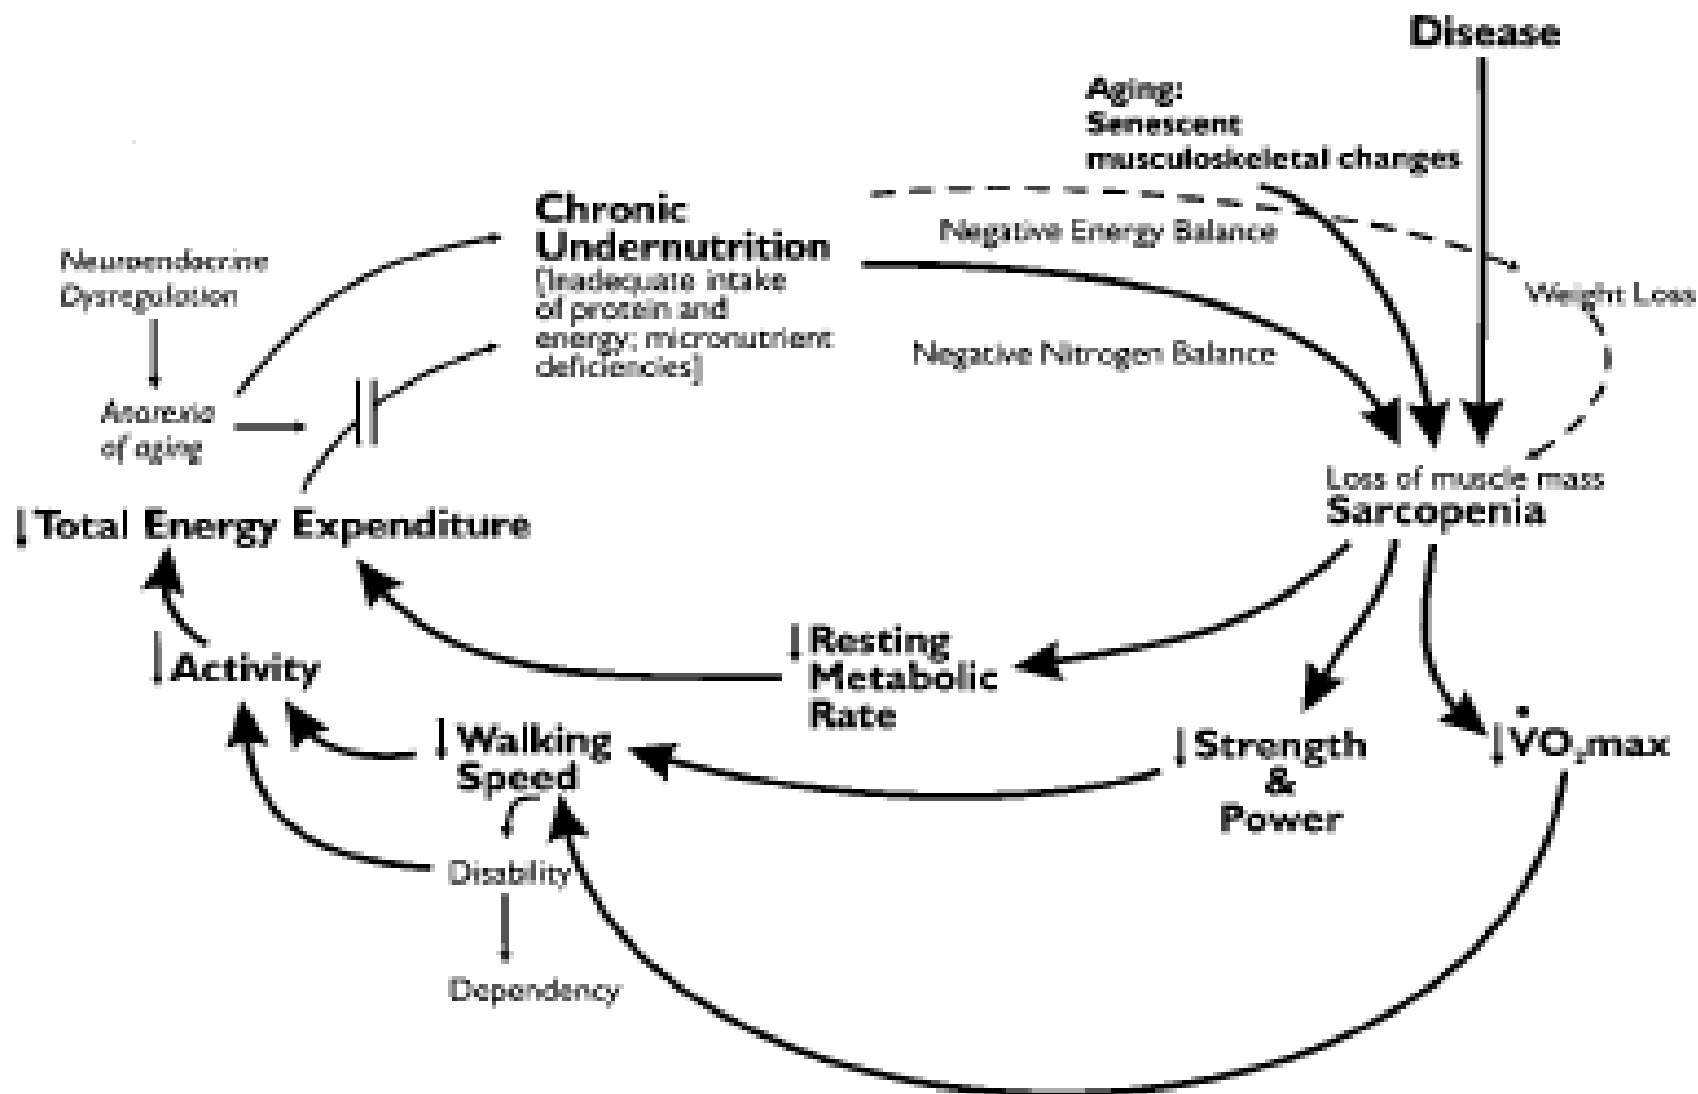 Disease
Aging:
Senescent
musculoskeletal changes
Chronic
Undernutrition
[Inadequate intake
of protein and
energy; micronutrient
deficiencies]
Negative Energy Balance
Negative Nitrogen Balance
Weight Loss
Neuroendocrine
Dysregulation
Anorexia
of aging
Loss of muscle mass
Sarcopenia
↓Total Energy Expenditure
↓Resting
Metabolic
Rate
↓Activity
↓Walking
Speed
↓Strength
&
Power
↓V̇O₂max
Disability
Dependency